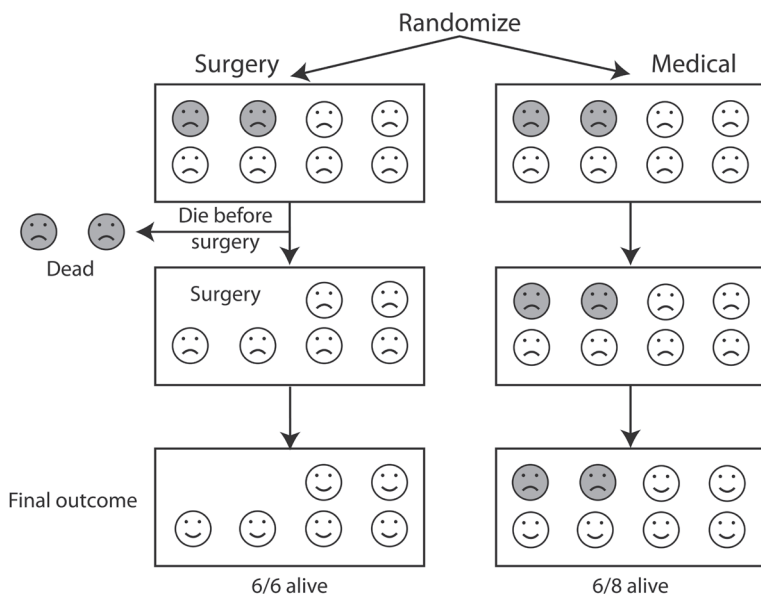 Randomize
Surgery
Medical
Die before
surgery
Dead
Surgery
Final outcome
6/6 alive
6/8 alive